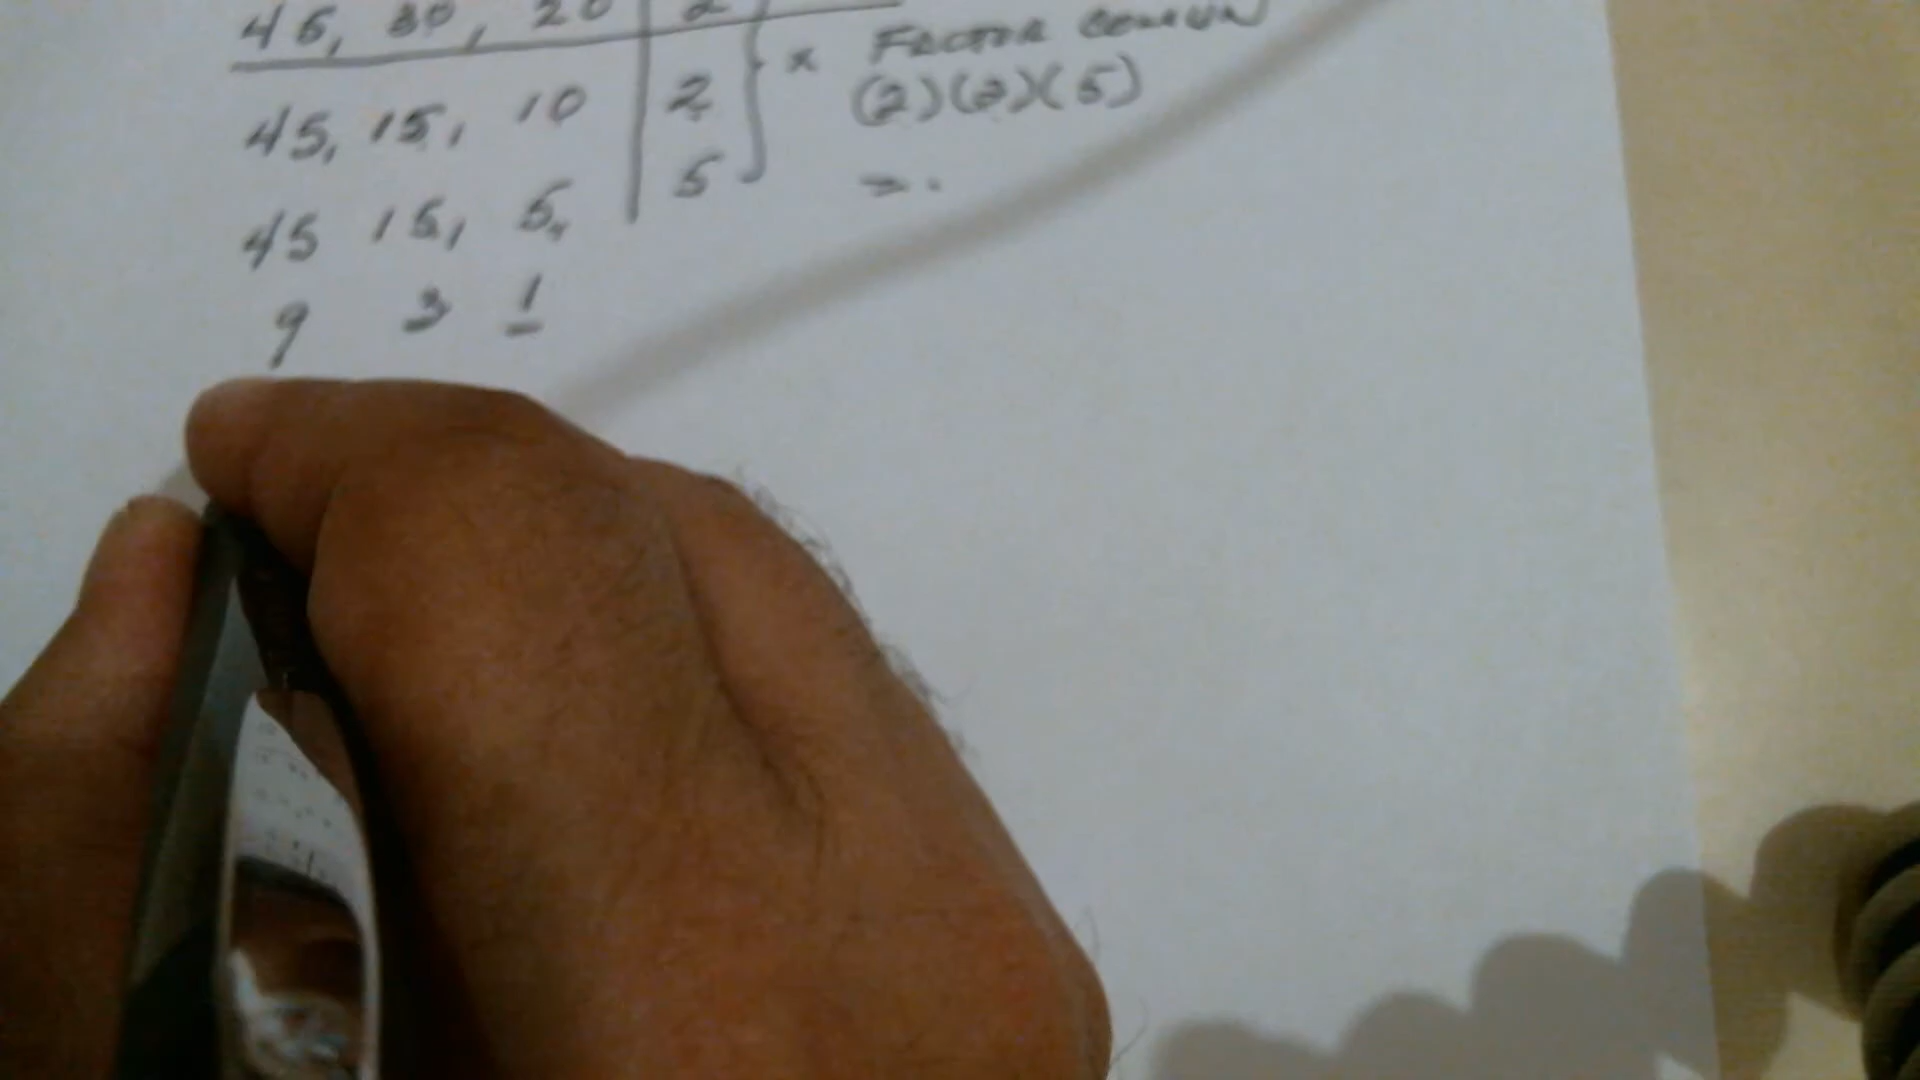 45, 30, 20 | 2
45, 15, 10 | 2 } x FACTOR COMUN
45 15, 5, | 5 (2)(2)(5)
9 3 1 =.